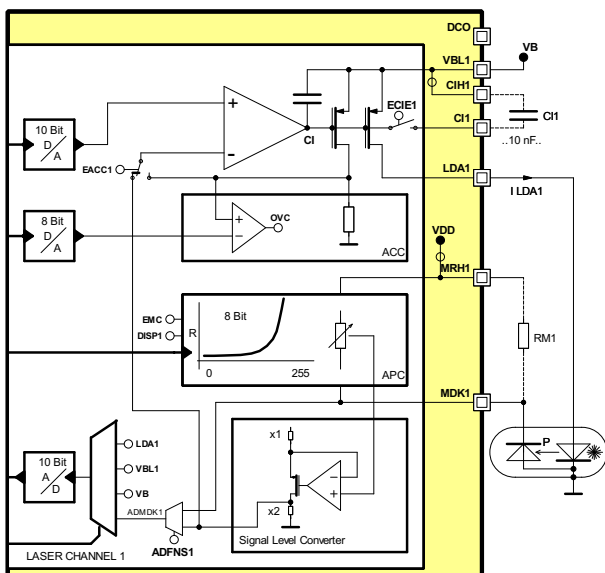 DCO
VBL1
VB
CIH1
CI1
CI1
..10 nF..
LDA1
I LDA1
10 Bit
D
A
+
−
CI
ECIE1
EACC1
8 Bit
D
A
+
−
OVC
ACC
VDD
MRH1
EMC
DISP1
R
8 Bit
0
255
APC
RM1
MDK1
P
10 Bit
A
D
LDA1
VBL1
VB
ADMDK1
ADFNS1
x1
−
+
x2
Signal Level Converter
LASER CHANNEL 1